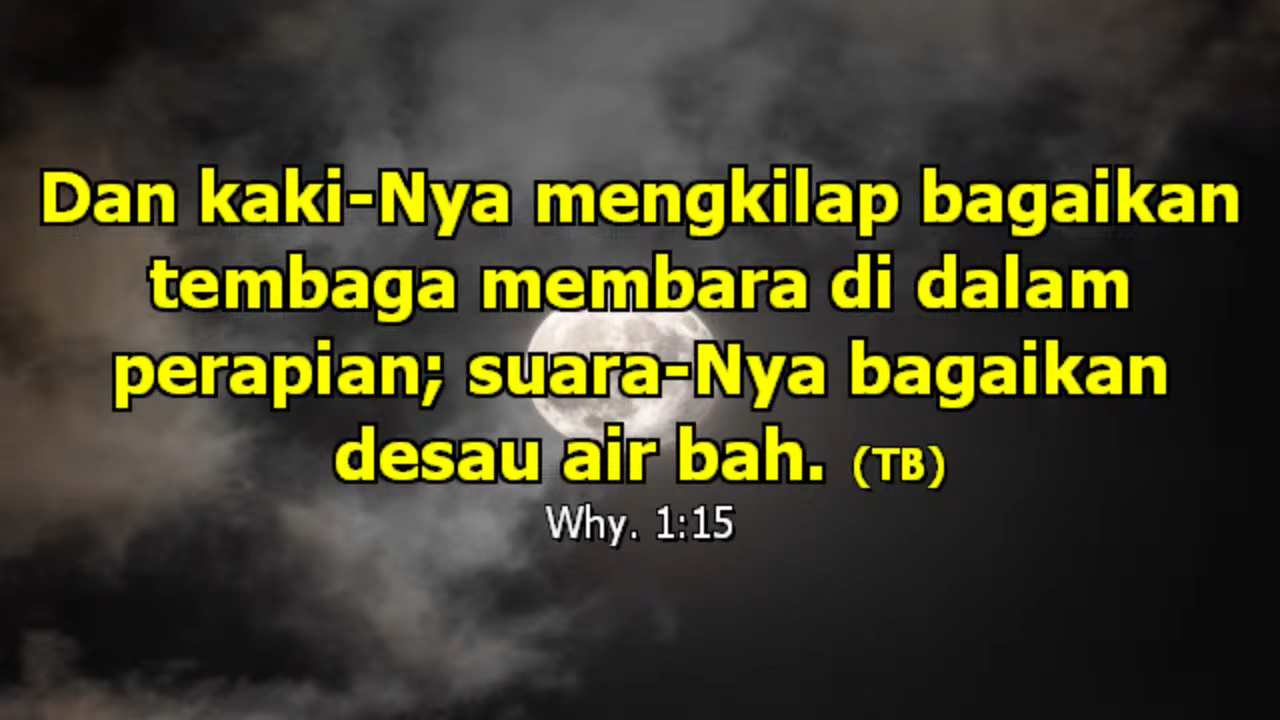 Dan kaki-Nya mengkilap bagaikan
tembaga membara di dalam
perapian; suara-Nya bagaikan
desau air bah. (TB)
Why. 1:15